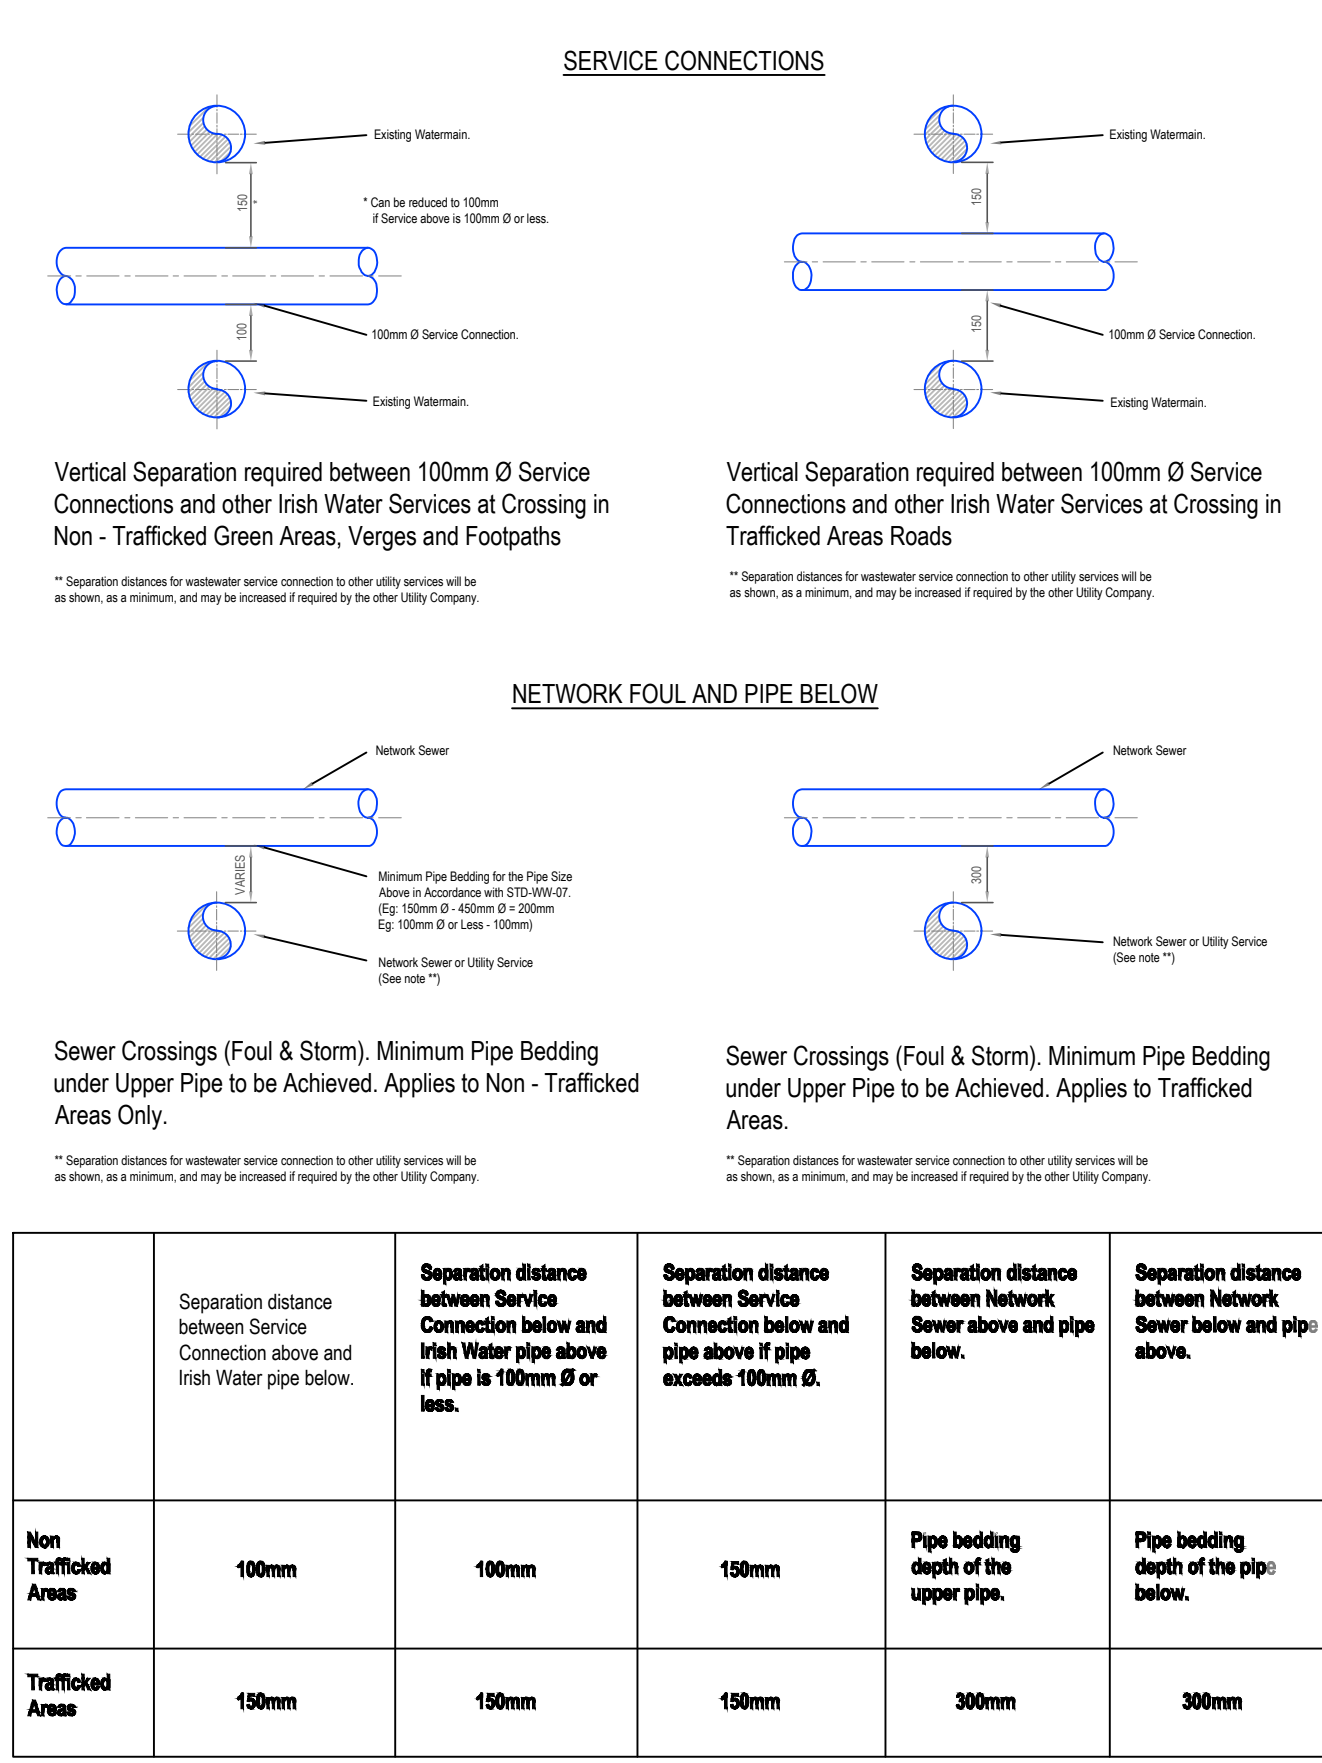 SERVICE CONNECTIONS
Existing Watermain.
150
*
* Can be reduced to 100mm
if Service above is 100mm Ø or less.
100
100mm Ø Service Connection.
Existing Watermain.
Existing Watermain.
150
150
100mm Ø Service Connection.
Existing Watermain.
Vertical Separation required between 100mm Ø Service
Connections and other Irish Water Services at Crossing in
Non - Trafficked Green Areas, Verges and Footpaths
** Separation distances for wastewater service connection to other utility services will be
as shown, as a minimum, and may be increased if required by the other Utility Company.
Vertical Separation required between 100mm Ø Service
Connections and other Irish Water Services at Crossing in
Trafficked Areas Roads
** Separation distances for wastewater service connection to other utility services will be
as shown, as a minimum, and may be increased if required by the other Utility Company.
NETWORK FOUL AND PIPE BELOW
Network Sewer
VARIES
Minimum Pipe Bedding for the Pipe Size
Above in Accordance with STD-WW-07.
(Eg: 150mm Ø - 450mm Ø = 200mm
Eg: 100mm Ø or Less - 100mm)
Network Sewer or Utility Service
(See note **)
Network Sewer
300
Network Sewer or Utility Service
(See note **)
Sewer Crossings (Foul & Storm). Minimum Pipe Bedding
under Upper Pipe to be Achieved. Applies to Non - Trafficked
Areas Only.
** Separation distances for wastewater service connection to other utility services will be
as shown, as a minimum, and may be increased if required by the other Utility Company.
Sewer Crossings (Foul & Storm). Minimum Pipe Bedding
under Upper Pipe to be Achieved. Applies to Trafficked
Areas.
** Separation distances for wastewater service connection to other utility services will be
as shown, as a minimum, and may be increased if required by the other Utility Company.
Separation distance
between Service
Connection above and
Irish Water pipe below.
Separation distance
between Service
Connection below and
Irish Water pipe above
if pipe is 100mm Ø or
less.
Separation distance
between Service
Connection below and
pipe above if pipe
exceeds 100mm Ø.
Separation distance
between Network
Sewer above and pipe
below.
Separation distance
between Network
Sewer below and pipe
above.
Non
Trafficked
Areas
100mm
100mm
150mm
Pipe bedding
depth of the
upper pipe.
Pipe bedding
depth of the pipe
below.
Trafficked
Areas
150mm
150mm
150mm
300mm
300mm